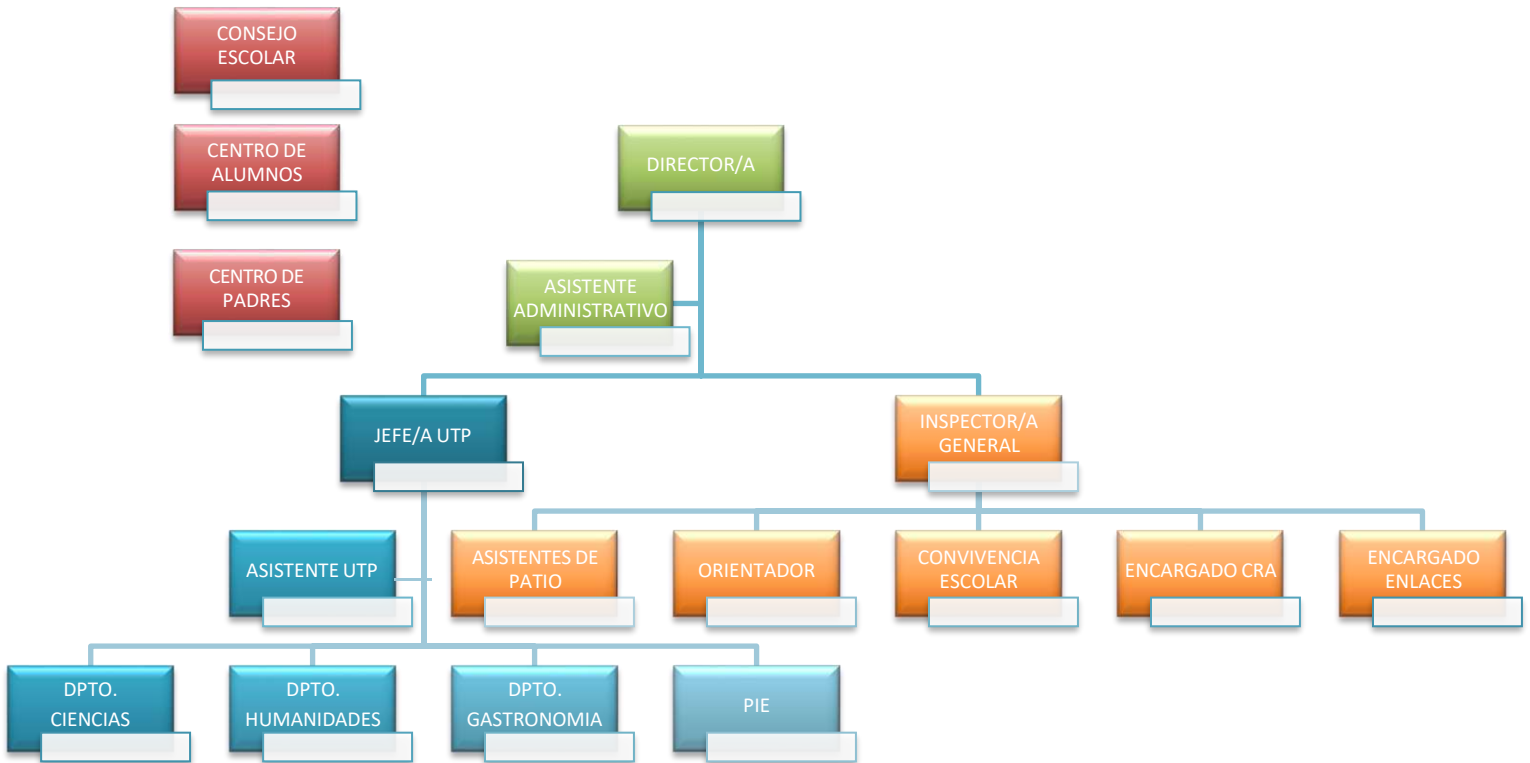 CONSEJO
ESCOLAR
CENTRO DE
ALUMNOS
CENTRO DE
PADRES
DIRECTOR/A
ASISTENTE
ADMINISTRATIVO
JEFE/A UTP
INSPECTOR/A
GENERAL
ASISTENTE UTP
ASISTENTES DE
PATIO
ORIENTADOR
CONVIVENCIA
ESCOLAR
ENCARGADO CRA
ENCARGADO
ENLACES
DPTO.
CIENCIAS
DPTO.
HUMANIDADES
DPTO.
GASTRONOMIA
PIE